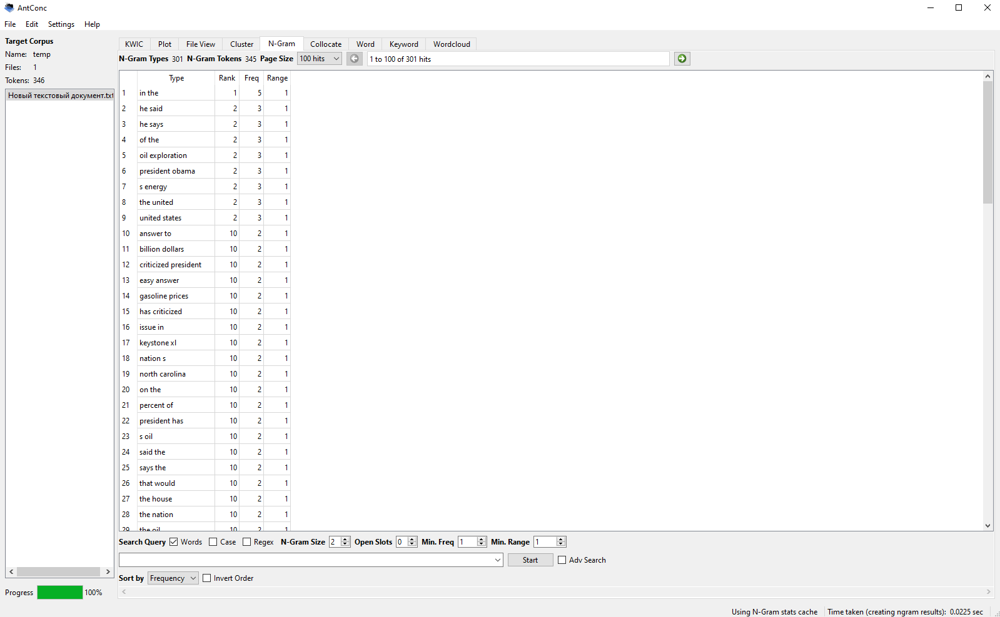 AntConc
File Edit Settings Help
Target Corpus
Name: temp
Files: 1
Tokens: 346
Новый текстовый документ.txt
Progress 100%
KWIC Plot File View Cluster N-Gram Collocate Word Keyword Wordcloud
N-Gram Types 301 N-Gram Tokens 345 Page Size 100 hits 1 to 100 of 301 hits
Type Rank Freq Range
1 in the 1 5 1
2 he said 2 3 1
3 he says 2 3 1
4 of the 2 3 1
5 oil exploration 2 3 1
6 president obama 2 3 1
7 s energy 2 3 1
8 the united 2 3 1
9 united states 2 3 1
10 answer to 10 2 1
11 billion dollars 10 2 1
12 criticized president 10 2 1
13 easy answer 10 2 1
14 gasoline prices 10 2 1
15 has criticized 10 2 1
16 issue in 10 2 1
17 keystone xl 10 2 1
18 nation s 10 2 1
19 north carolina 10 2 1
20 on the 10 2 1
21 percent of 10 2 1
22 president has 10 2 1
23 s oil 10 2 1
24 said the 10 2 1
25 says the 10 2 1
26 that would 10 2 1
27 the house 10 2 1
28 the nation 10 2 1
29 the oil 10 2 1
Search Query Words Case Regex N-Gram Size 2 Open Slots 0 Min. Freq 1 Min. Range 1
Start Adv Search
Sort by Frequency Invert Order
Using N-Gram stats cache Time taken (creating ngram results): 0.0225 sec